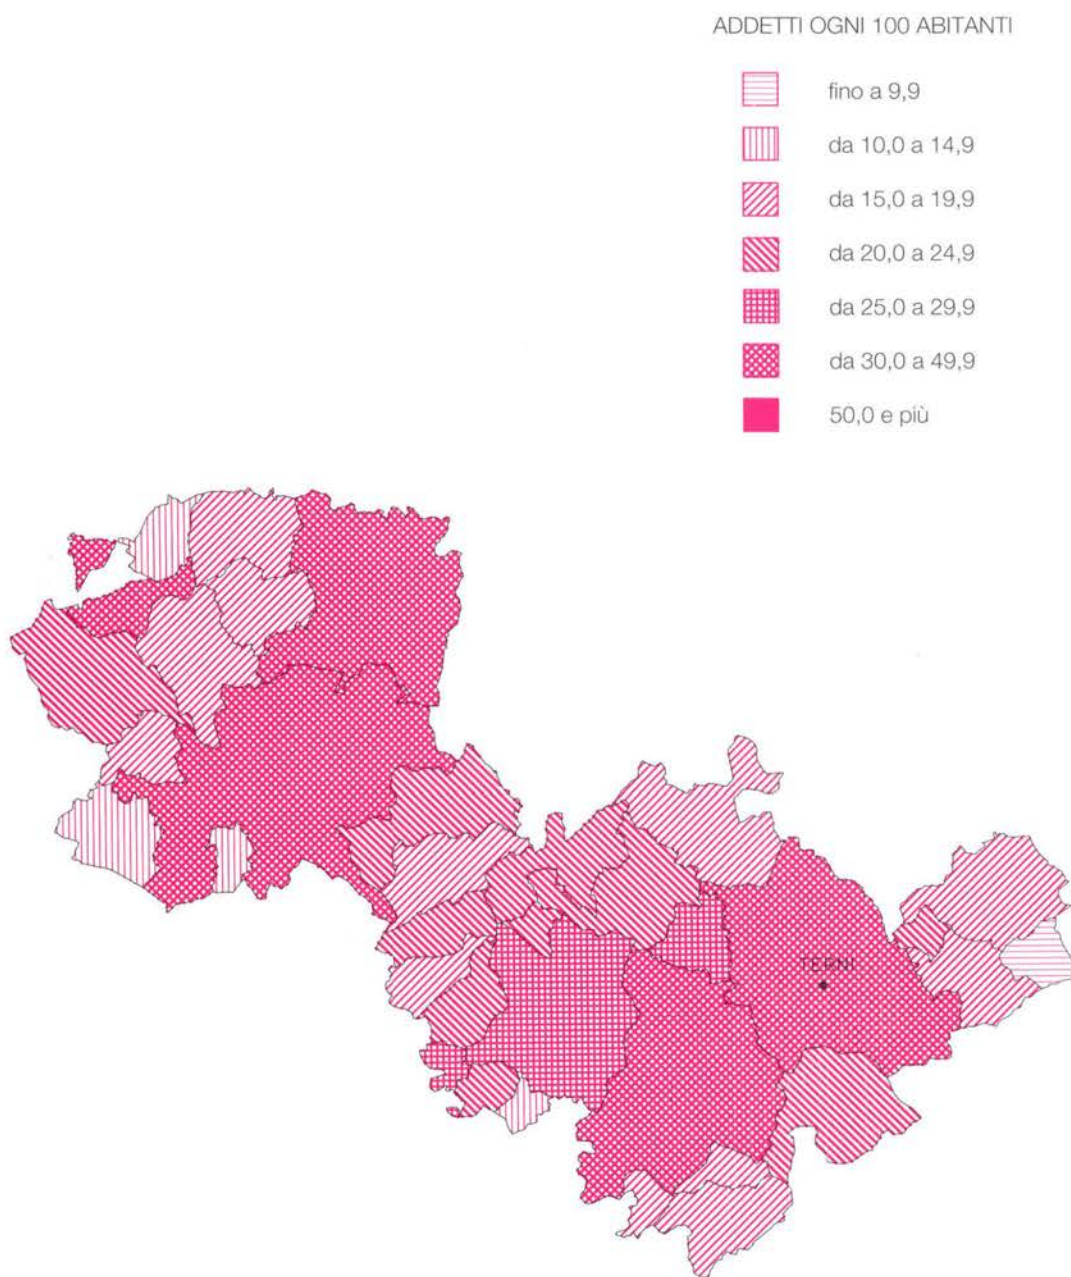 ADDETTI OGNI 100 ABITANTI
fino a 9,9
da 10,0 a 14,9
da 15,0 a 19,9
da 20,0 a 24,9
da 25,0 a 29,9
da 30,0 a 49,9
50,0 e più
TERNI